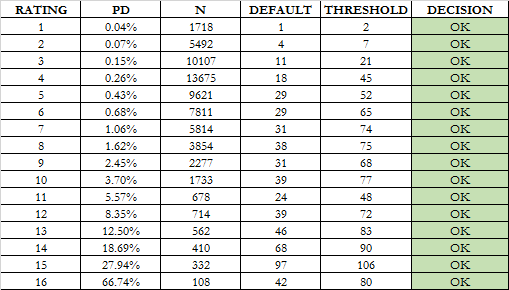 RATING PD N DEFAULT THRESHOLD DECISION
1 0.04% 1718 1 2 OK
2 0.07% 5492 4 7 OK
3 0.15% 10107 11 21 OK
4 0.26% 13675 18 45 OK
5 0.43% 9621 29 52 OK
6 0.68% 7811 29 65 OK
7 1.06% 5814 31 74 OK
8 1.62% 3854 38 75 OK
9 2.45% 2277 31 68 OK
10 3.70% 1733 39 77 OK
11 5.57% 678 24 48 OK
12 8.35% 714 39 72 OK
13 12.50% 562 46 83 OK
14 18.69% 410 68 90 OK
15 27.94% 332 97 106 OK
16 66.74% 108 42 80 OK